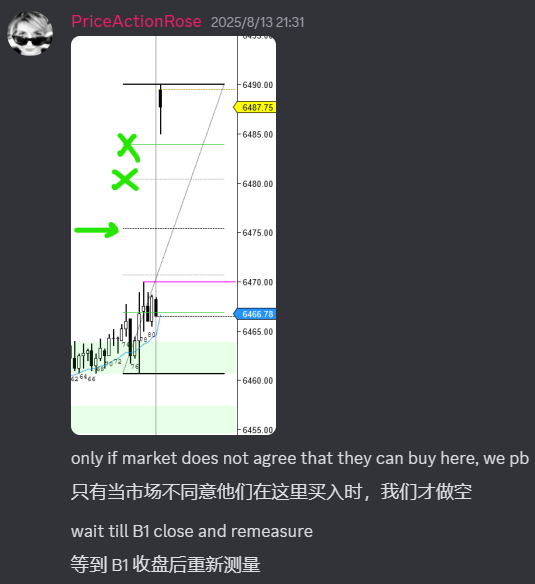 PriceActionRose 2025/8/13 21:31
6490.00
6487.75
6485.00
6480.00
6475.00
6470.00
6466.78
6465.00
6460.00
6455.00
80
78
76
72
62 64 66
only if market does not agree that they can buy here, we pb
只有当市场不同意他们在这里买入时，我们才做空
wait till B1 close and remeasure
等到 B1 收盘后重新测量